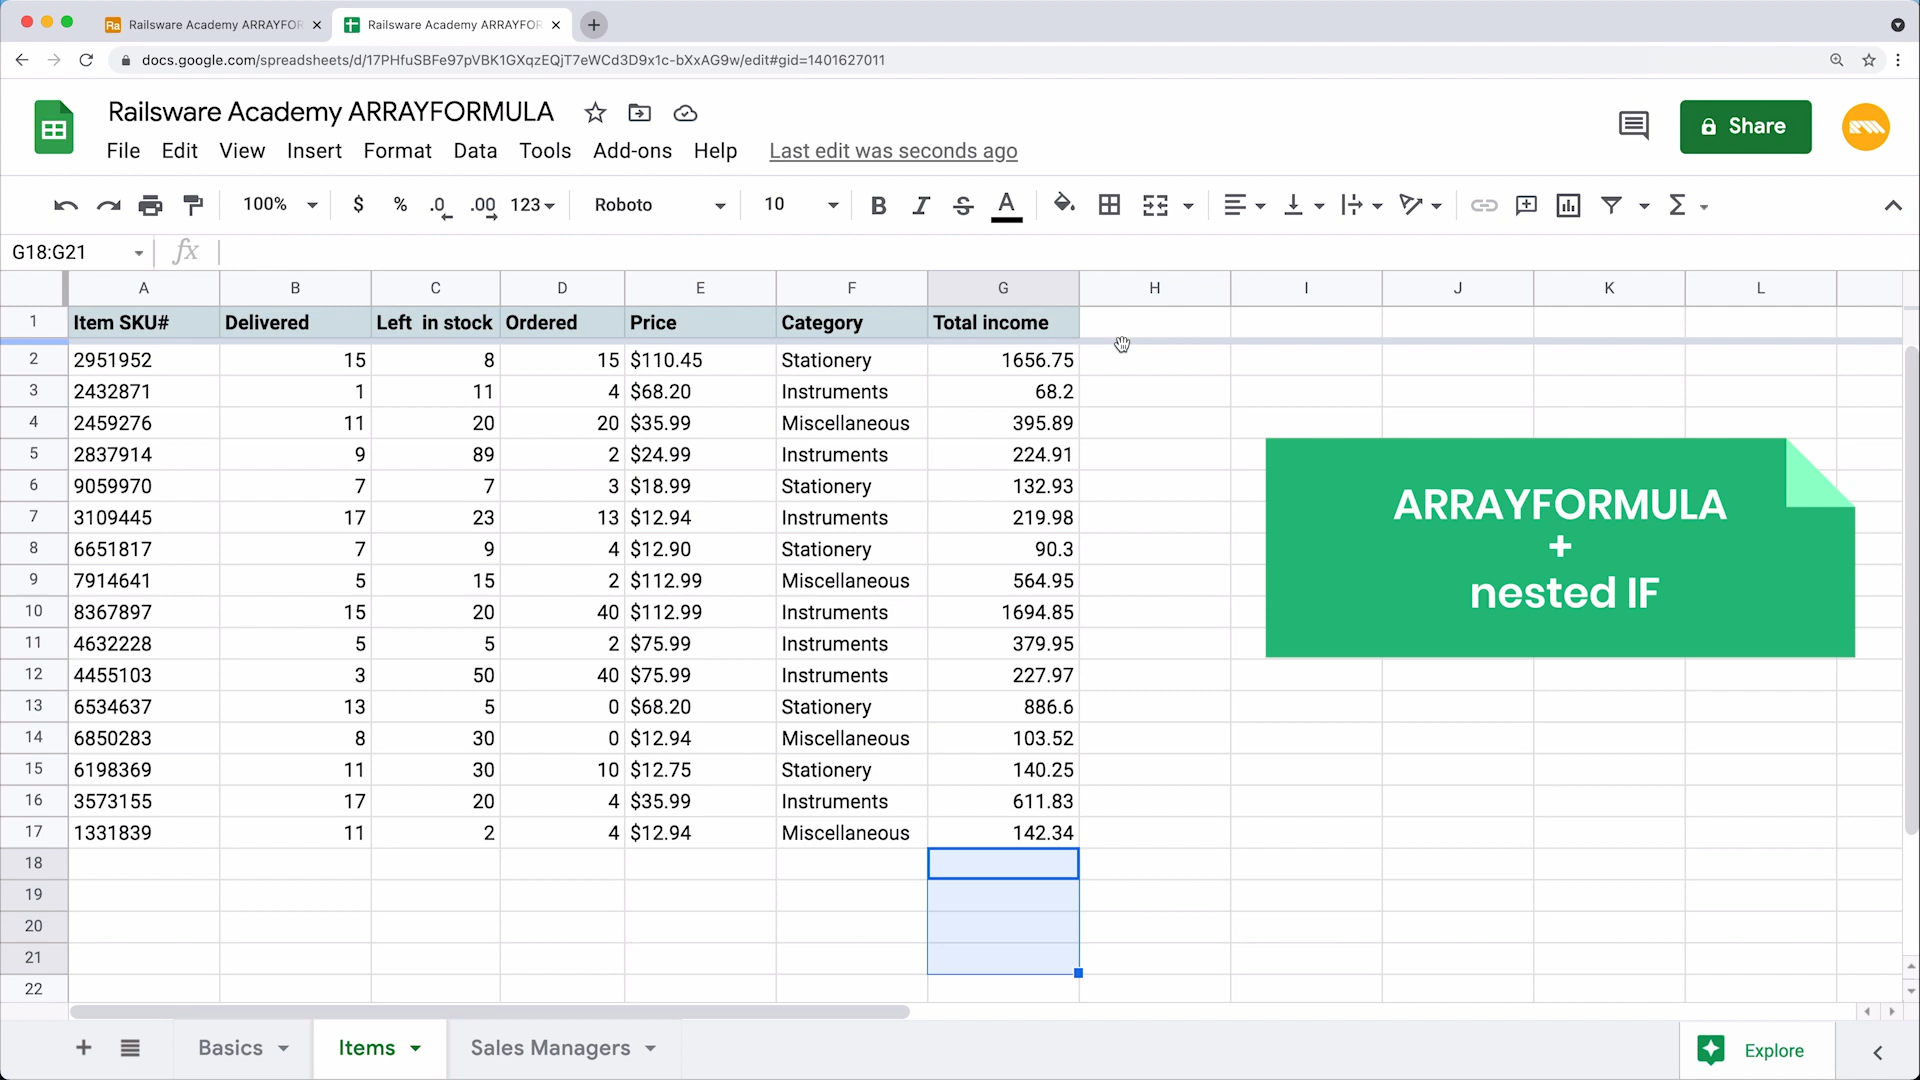 Ra Railsware Academy ARRAYFOR
Railsware Academy ARRAYFOR
docs.google.com/spreadsheets/d/17PHfuSBFe97pVBK1GXqzEQjT7eWCd3D9x1c-bXxAG9w/edit#gid=1401627011
Railsware Academy ARRAYFORMULA
Share
File Edit View Insert Format Data Tools Add-ons Help Last edit was seconds ago
100% $ % .0 .00 123 Roboto 10 B I S A Σ
G18:G21 fx
A B C D E F G H I J K L
1 Item SKU# Delivered Left in stock Ordered Price Category Total income
2 2951952 15 8 15 $110.45 Stationery 1656.75
3 2432871 1 11 4 $68.20 Instruments 68.2
4 2459276 11 20 20 $35.99 Miscellaneous 395.89
5 2837914 9 89 2 $24.99 Instruments 224.91
6 9059970 7 7 3 $18.99 Stationery 132.93
7 3109445 17 23 13 $12.94 Instruments 219.98
8 6651817 7 9 4 $12.90 Stationery 90.3
9 7914641 5 15 2 $112.99 Miscellaneous 564.95
10 8367897 15 20 40 $112.99 Instruments 1694.85
11 4632228 5 5 2 $75.99 Instruments 379.95
12 4455103 3 50 40 $75.99 Instruments 227.97
13 6534637 13 5 0 $68.20 Stationery 886.6
14 6850283 8 30 0 $12.94 Miscellaneous 103.52
15 6198369 11 30 10 $12.75 Stationery 140.25
16 3573155 17 20 4 $35.99 Instruments 611.83
17 1331839 11 2 4 $12.94 Miscellaneous 142.34
18
19
20
21
22
ARRAYFORMULA
+
nested IF
Basics Items Sales Managers Explore